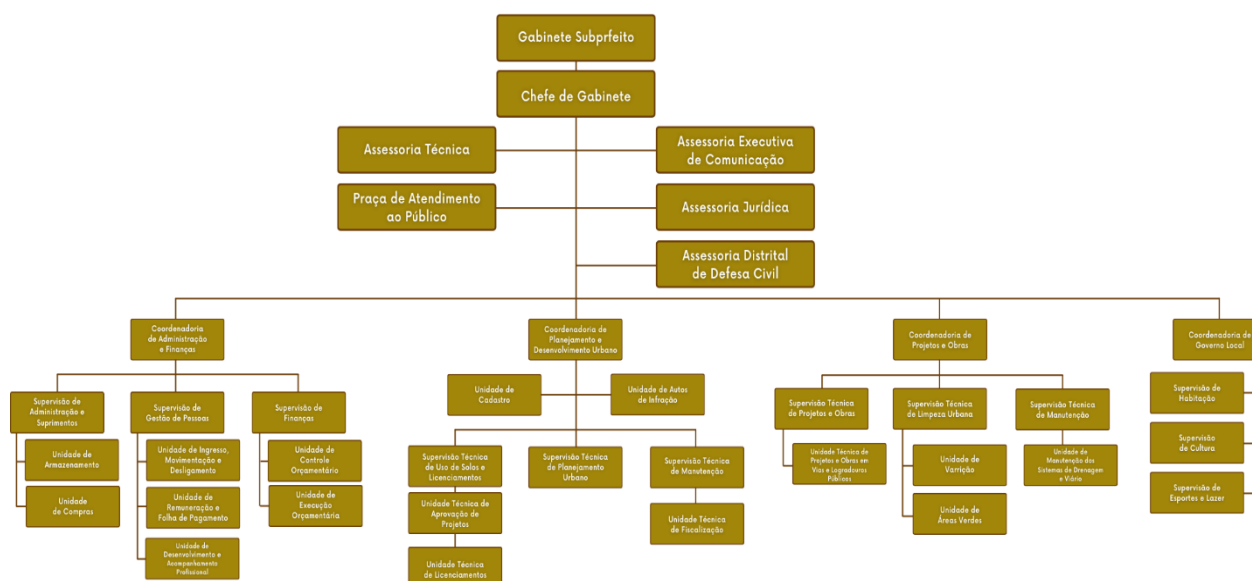 Gabinete Subprfeito
Chefe de Gabinete
Assessoria Técnica
Assessoria Executiva
de Comunicação
Praça de Atendimento
ao Público
Assessoria Jurídica
Assessoria Distrital
de Defesa Civil
Coordenadoria
de Administração
e Finanças
Coordenadoria de
Planejamento e
Desenvolvimento Urbano
Coordenadoria de
Projetos e Obras
Coordenadoria de
Governo Local
Supervisão de
Administração e
Suprimentos
Unidade de
Armazenamento
Unidade
de Compras
Supervisão de
Gestão de Pessoas
Unidade de Ingresso,
Movimentação e
Desligamento
Unidade de
Remuneração e
Folha de Pagamento
Unidade de
Desenvolvimento e
Acompanhamento
Profissional
Supervisão de
Finanças
Unidade de
Controle
Orçamentário
Unidade de
Execução
Orçamentária
Unidade de
Cadastro
Unidade de Autos
de Infração
Supervisão Técnica
de Uso de Solos e
Licenciamentos
Unidade Técnica de
Aprovação de
Projetos
Unidade Técnica
de Licenciamentos
Supervisão Técnica
de Planejamento
Urbano
Supervisão Técnica
de Manutenção
Unidade Técnica
de Fiscalização
Supervisão Técnica
de Projetos e Obras
Unidade Técnica de
Projetos e Obras em
Vias e Logradouros
Públicos
Supervisão Técnica
de Limpeza Urbana
Unidade
de Varrição
Unidade de
Áreas Verdes
Supervisão Técnica
de Manutenção
Unidade de
Manutenção dos
Sistemas de Drenagem
e Viário
Supervisão de
Habitação
Supervisão
de Cultura
Supervisão de
Esportes e Lazer